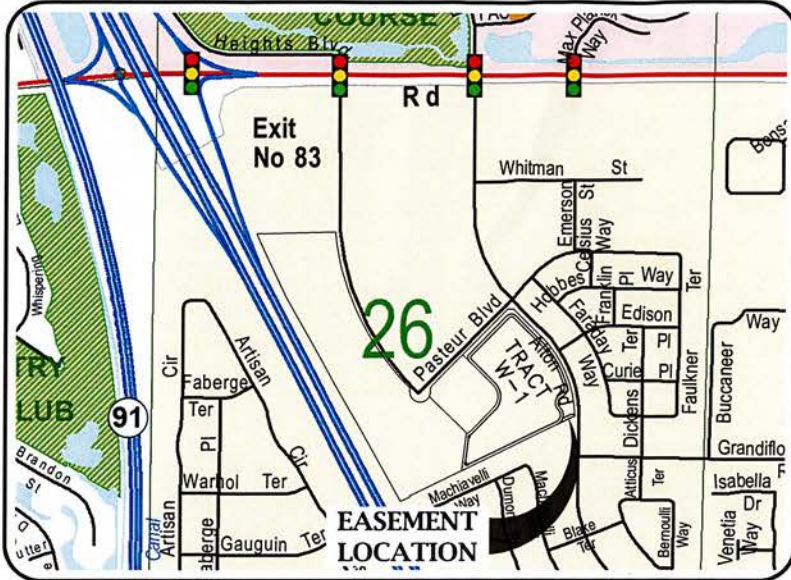 COURSE
Heights Blvd
Max Pl
Way
Rd
Exit
No 83
Whitman St
Emerson
St
Celsius
Way
Whispering
Hobbes
Franklin
Pl
Way
Ter
26
Pasteur Blvd
Faraday
Way
Edison
Ter
Pl
Way
TRACT
W-1
Alton Rd
Curie
Pl
Faulkner
Buccaneer
Cir
Artisan
Faberge
Ter
Pl
TRY
LUB
91
Dickens
Grandiflo
Brandon
St
Warhol Ter
Cir
Machiavelli
Way
Dumon
Atticus
Ter
Isabella
Dr
Canal
Artisan
Gauguin Ter
EASEMENT
LOCATION
Blake
Ter
Bernoulli
Way
Venetia
Way